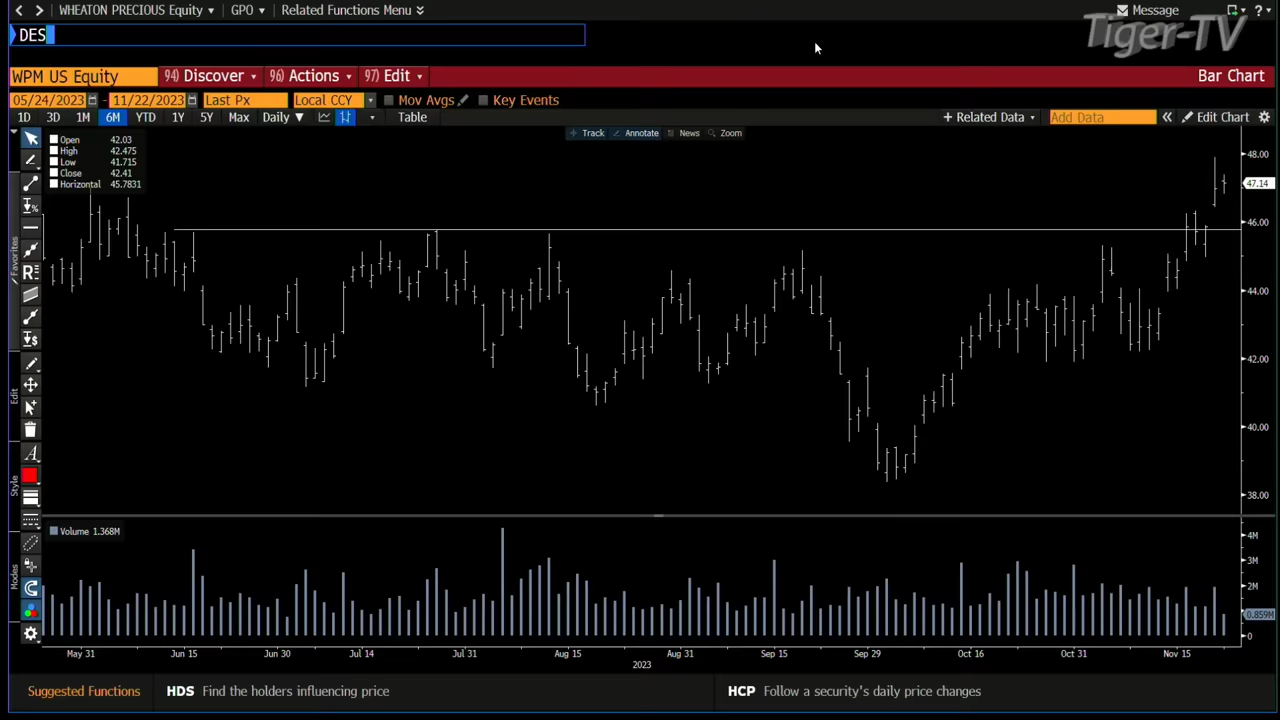 WHEATON PRECIOUS Equity GPO Related Functions Menu Message ?
DES
Tiger-TV
WPM US Equity 94) Discover 96) Actions 97) Edit Bar Chart
05/24/2023 - 11/22/2023 Last Px Local CCY Mov Avgs Key Events
1D 3D 1M 6M YTD 1Y 5Y Max Daily ▼ Table + Related Data Add Data « Edit Chart
Track Annotate News Zoom
Open 42.03
High 42.475
Low 41.715
Close 42.41
Horizontal 45.7831
48.00
47.14
46.00
44.00
42.00
40.00
38.00
Favorites
Edit
Style
Modes
Volume 1.368M
4M
3M
2M
0.859M
0
May 31 Jun 15 Jun 30 Jul 14 Jul 31 Aug 15 Aug 31 Sep 15 Sep 29 Oct 16 Oct 31 Nov 15
2023
Suggested Functions HDS Find the holders influencing price HCP Follow a security's daily price changes